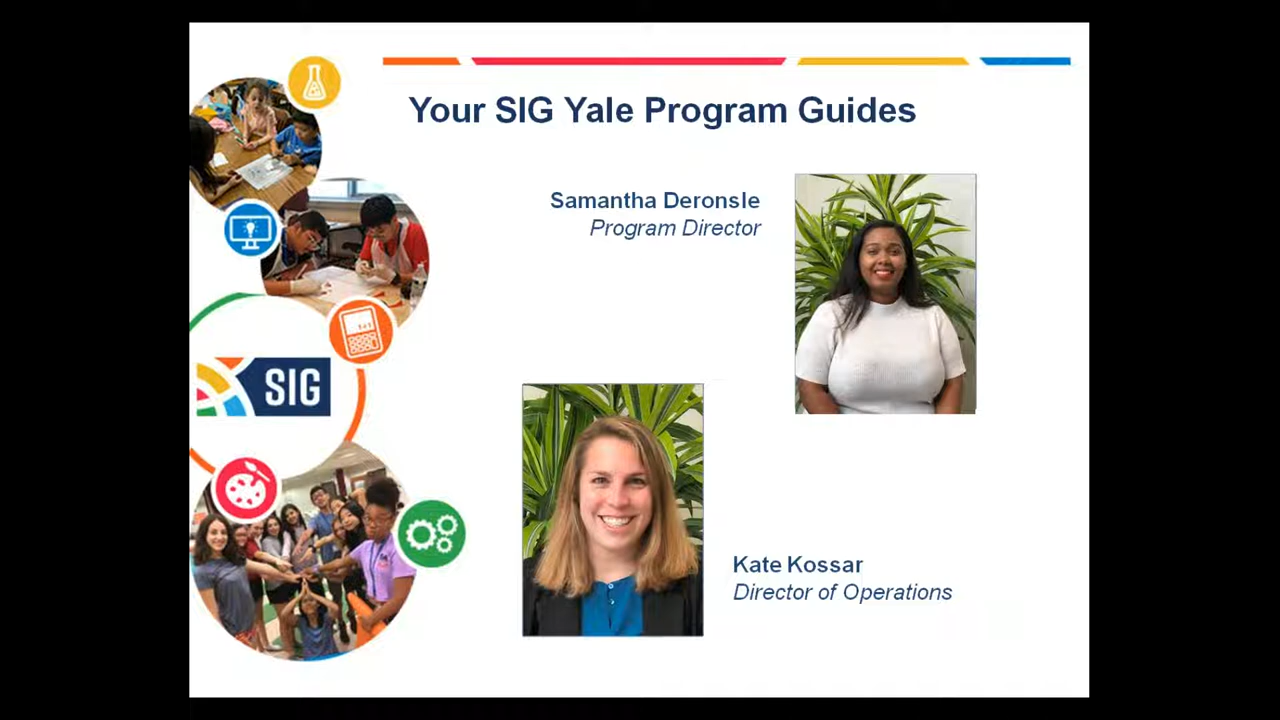 Your SIG Yale Program Guides
Samantha Deronsle
Program Director
SIG
Kate Kossar
Director of Operations